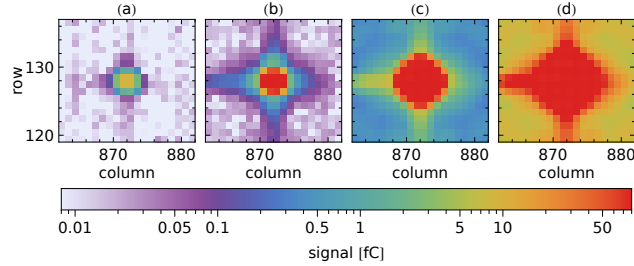 (a) (b) (c) (d)
row
130
120
870 880 870 880 870 880 870 880
column column column column
0.01 0.05 0.1 0.5 1 5 10 50
signal [fC]